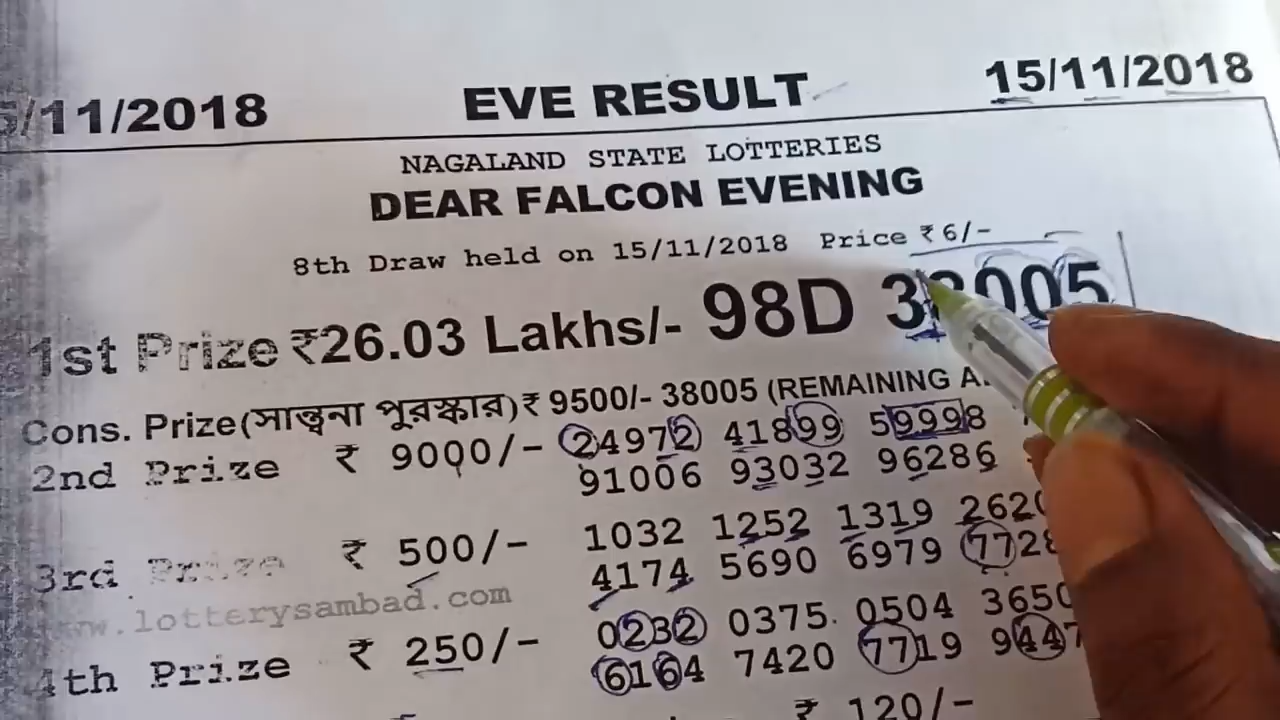 5/11/2018 EVE RESULT 15/11/2018
NAGALAND STATE LOTTERIES
DEAR FALCON EVENING
8th Draw held on 15/11/2018 Price ₹ 6/-
1st Prize ₹26.03 Lakhs/- 98D 38005
Cons. Prize(সান্ত্বনা পুরস্কার)₹ 9500/- 38005 (REMAINING
2nd Prize ₹ 9000/- 24972 41899 59998
91006 93032 96286
3rd Prize ₹ 500/- 1032 1252 1319 2620
4174 5690 6979 7728
www.lotterysambad.com
4th Prize ₹ 250/- 0232 0375 0504 3650
6164 7420 7719 9447
₹ 120/-